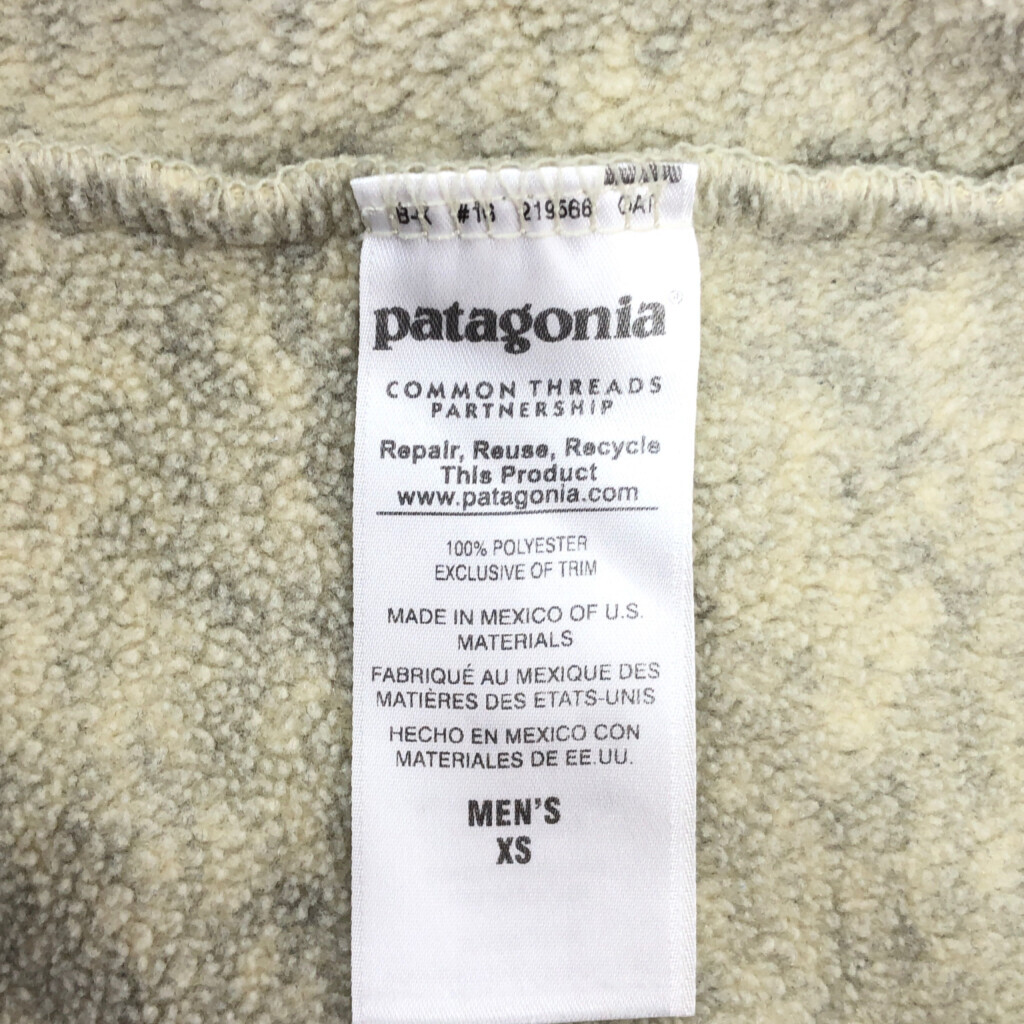 219566
patagonia®
COMMON THREADS
PARTNERSHIP
Repair, Reuse, Recycle
This Product
www.patagonia.com
100% POLYESTER
EXCLUSIVE OF TRIM
MADE IN MEXICO OF U.S.
MATERIALS
FABRIQUÉ AU MEXIQUE DES
MATIÈRES DES ETATS-UNIS
HECHO EN MEXICO CON
MATERIALES DE EE.UU.
MEN'S
XS